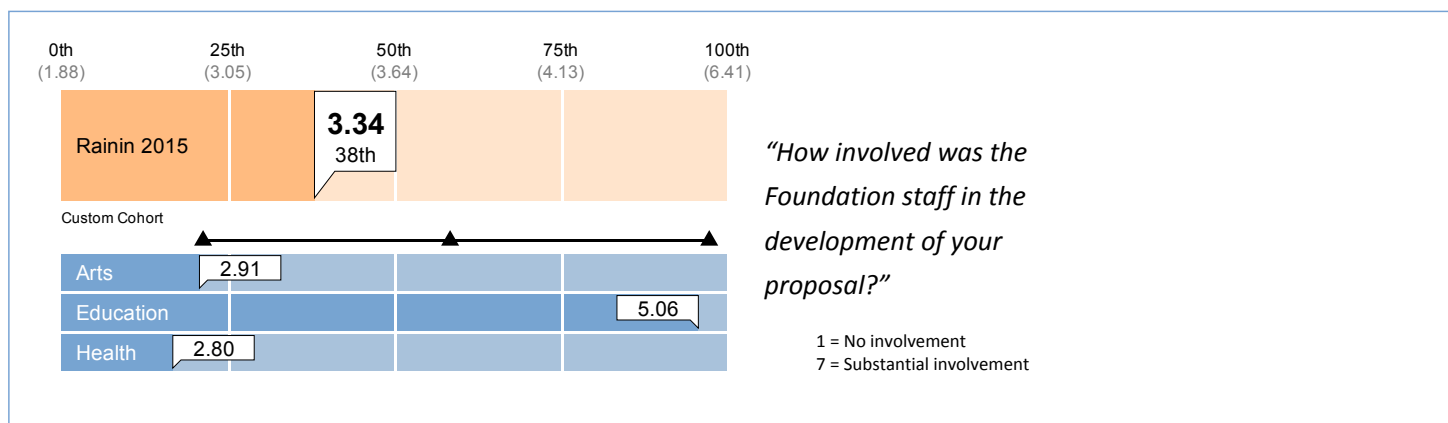 0th 25th 50th 75th 100th
(1.88) (3.05) (3.64) (4.13) (6.41)
Rainin 2015
3.34
38th
Custom Cohort
Arts 2.91
Education 5.06
Health 2.80
“How involved was the
Foundation staff in the
development of your
proposal?”
1 = No involvement
7 = Substantial involvement